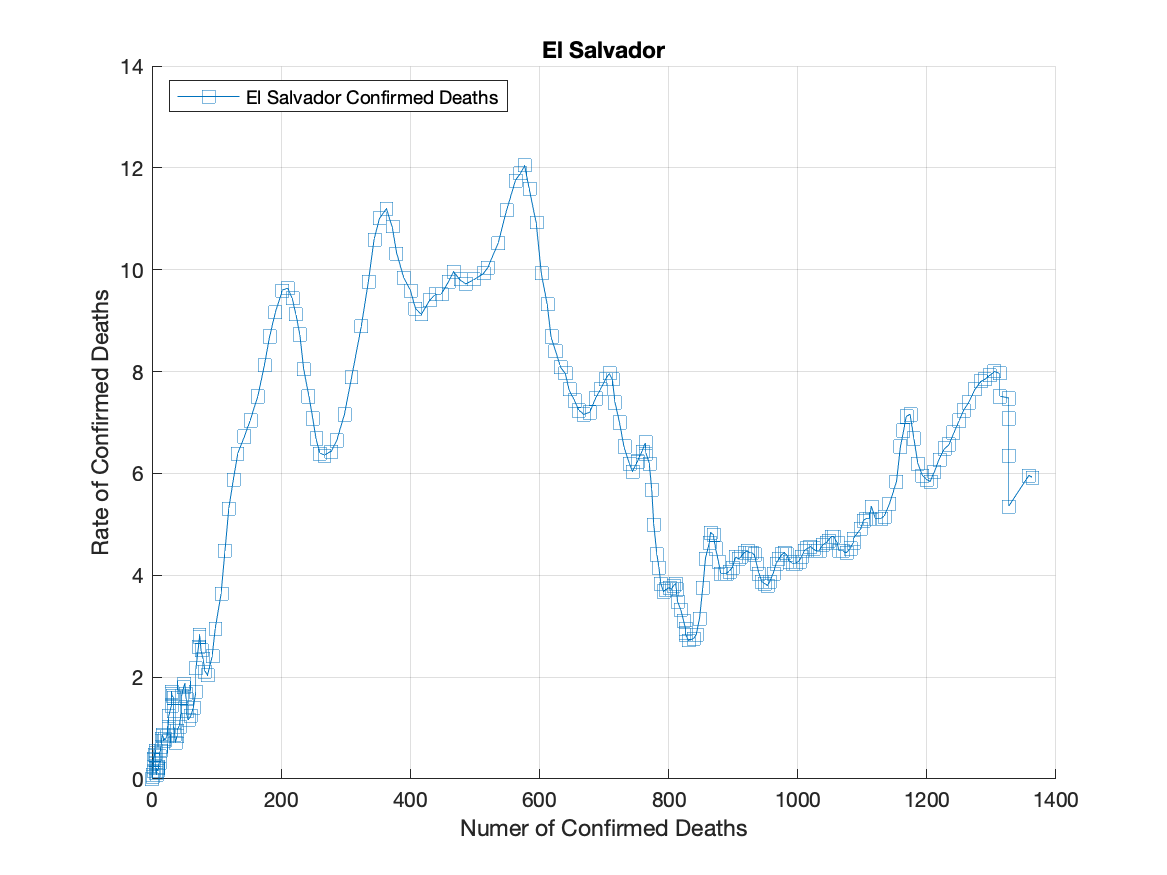 El Salvador
El Salvador Confirmed Deaths
Rate of Confirmed Deaths
14
12
10
8
6
4
2
0
0 200 400 600 800 1000 1200 1400
Numer of Confirmed Deaths